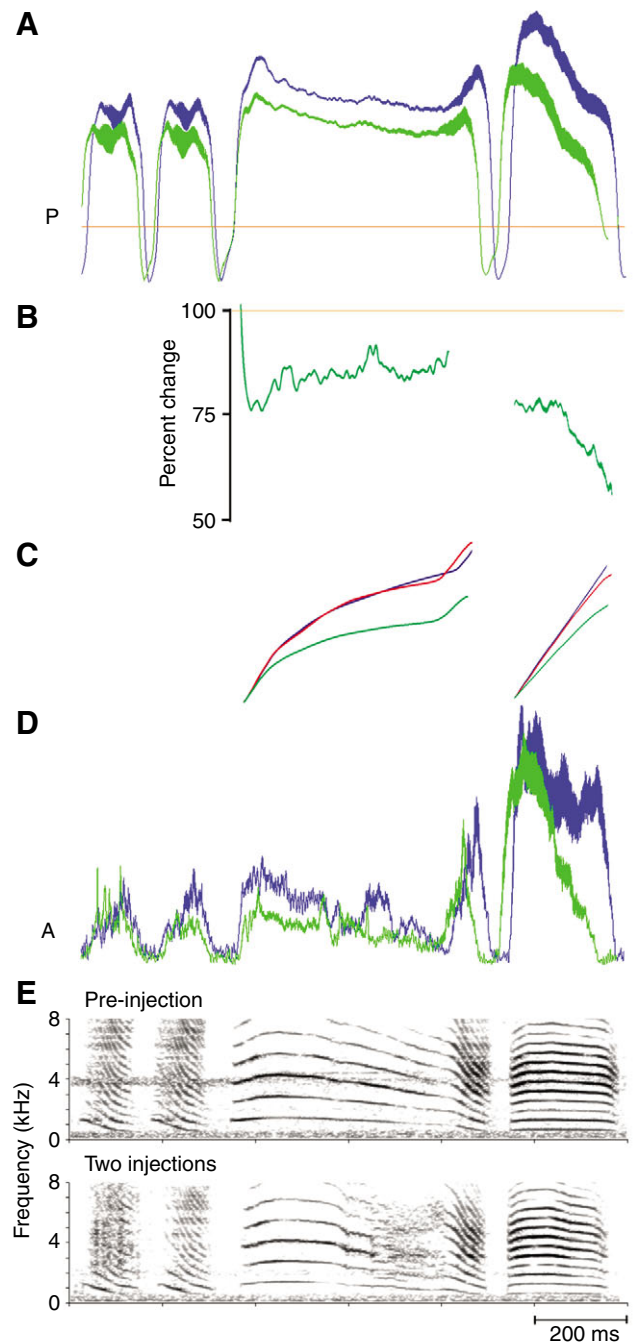 A
P
B
100
75
50
Percent change
C
D
A
E
Pre-injection
8
4
0
Frequency (kHz)
Two injections
8
4
0
200 ms